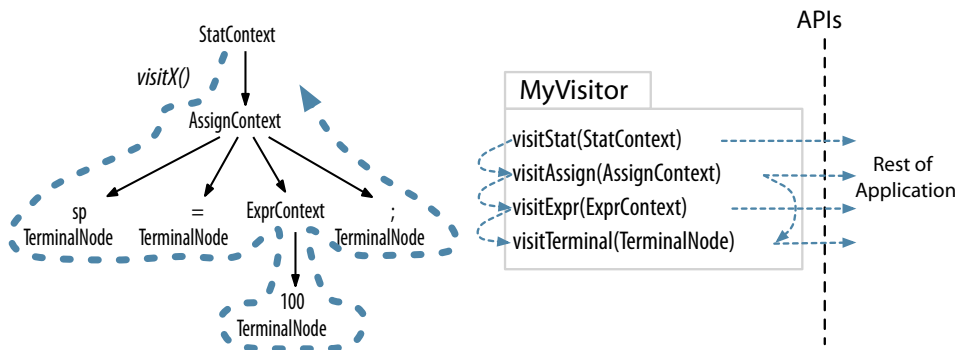 APIs
StatContext
visitX()
MyVisitor
AssignContext
visitStat(StatContext)
visitAssign(AssignContext)
visitExpr(ExprContext)
visitTerminal(TerminalNode)
Rest of
Application
sp
TerminalNode
=
TerminalNode
ExprContext
;
TerminalNode
100
TerminalNode